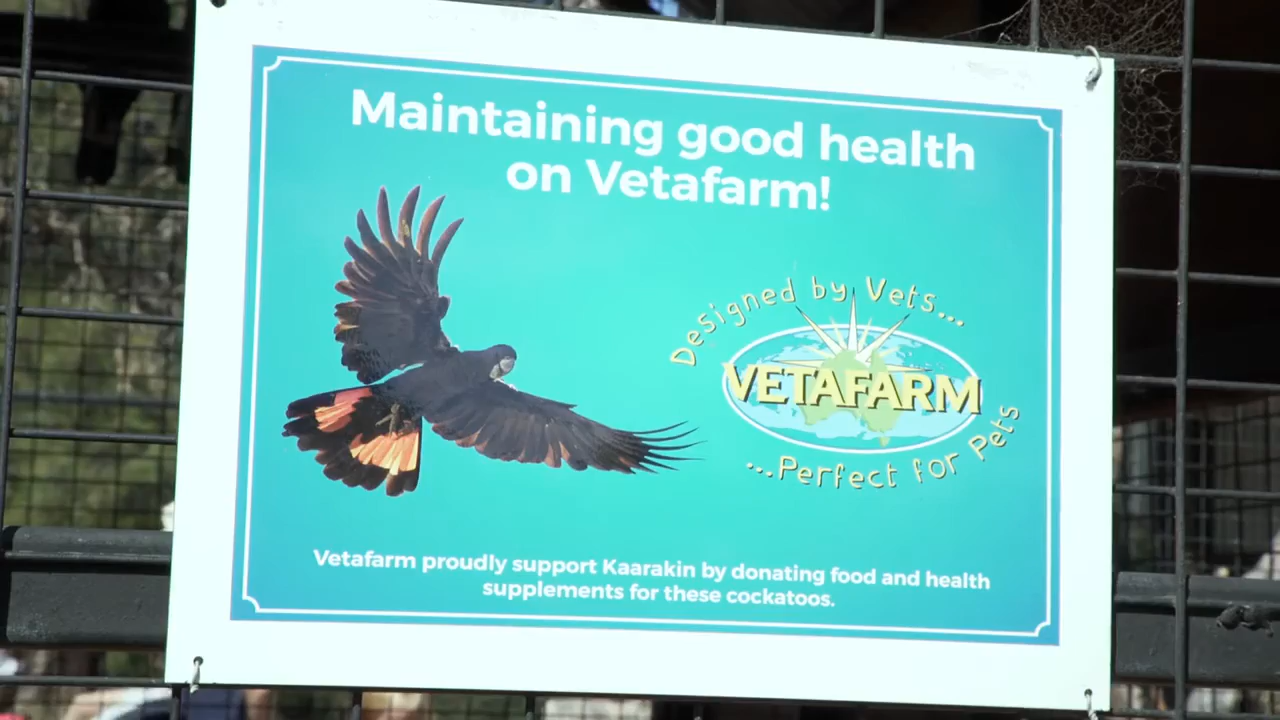 Maintaining good health
on Vetafarm!
Designed by Vets...
VETAFARM
...Perfect for Pets
Vetafarm proudly support Kaarakin by donating food and health
supplements for these cockatoos.